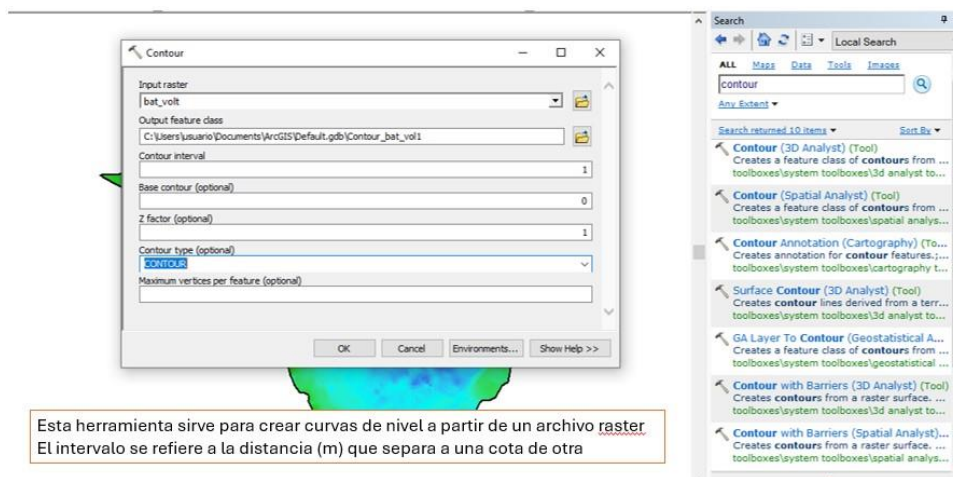 Contour
Input raster
bat_volt
Output feature class
C:\Users\usuario\Documents\ArcGIS\Default.gdb\Contour_bat_vol1
Contour interval
1
Base contour (optional)
0
Z factor (optional)
1
Contour type (optional)
CONTOUR
Maximum vertices per feature (optional)
OK Cancel Environments... Show Help >>
Esta herramienta sirve para crear curvas de nivel a partir de un archivo raster
El intervalo se refiere a la distancia (m) que separa a una cota de otra
Search
Local Search
ALL Maps Data Tools Images
contour
Any Extent
Search returned 10 items Sort By
Contour (3D Analyst) (Tool)
Creates a feature class of contours from ...
toolboxes\system toolboxes\3d analyst to...
Contour (Spatial Analyst) (Tool)
Creates a feature class of contours from ...
toolboxes\system toolboxes\spatial analys...
Contour Annotation (Cartography) (To...
Creates annotation for contour features.;...
toolboxes\system toolboxes\cartography t...
Surface Contour (3D Analyst) (Tool)
Creates contour lines derived from a terr...
toolboxes\system toolboxes\3d analyst to...
GA Layer To Contour (Geostatistical A...
Creates a feature class of contours from ...
toolboxes\system toolboxes\geostatistical ...
Contour with Barriers (3D Analyst) (Tool)
Creates contours from a raster surface. ...
toolboxes\system toolboxes\3d analyst to...
Contour with Barriers (Spatial Analyst)...
Creates contours from a raster surface. ...
toolboxes\system toolboxes\spatial analys...